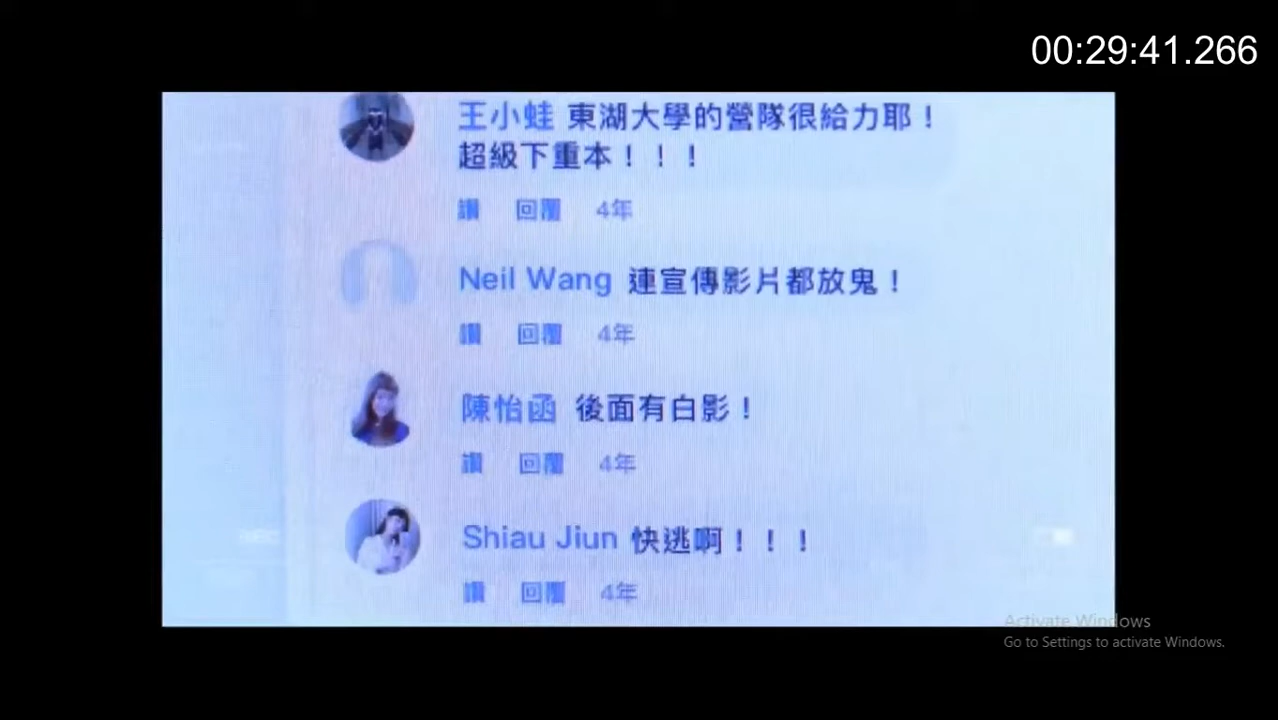 00:29:41.266
王小蛙 東湖大學的營隊很給力耶！
超級下重本！！！
讚 回覆 4年
Neil Wang 連宣傳影片都放鬼！
讚 回覆 4年
陳怡函 後面有白影！
讚 回覆 4年
Shiau Jiun 快逃啊！！！
讚 回覆 4年
Activate Windows
Go to Settings to activate Windows.